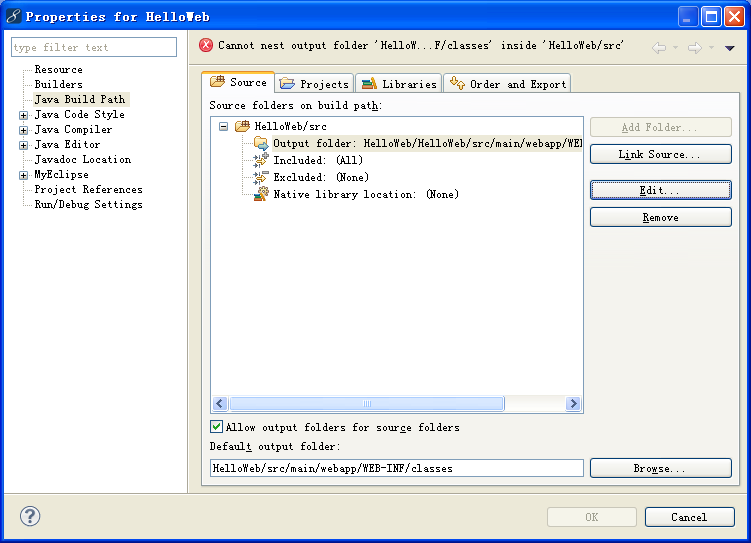 Properties for HelloWeb
type filter text
Cannot nest output folder 'HelloW...F/classes' inside 'HelloWeb/src'
Resource
Builders
Java Build Path
Java Code Style
Java Compiler
Java Editor
Javadoc Location
MyEclipse
Project References
Run/Debug Settings
Source
Projects
Libraries
Order and Export
Source folders on build path:
HelloWeb/src
Output folder: HelloWeb/HelloWeb/src/main/webapp/WEI
Included: (All)
Excluded: (None)
Native library location: (None)
Add Folder...
Link Source...
Edit...
Remove
Allow output folders for source folders
Default output folder:
HelloWeb/src/main/webapp/WEB-INF/classes
Browse...
?
OK
Cancel